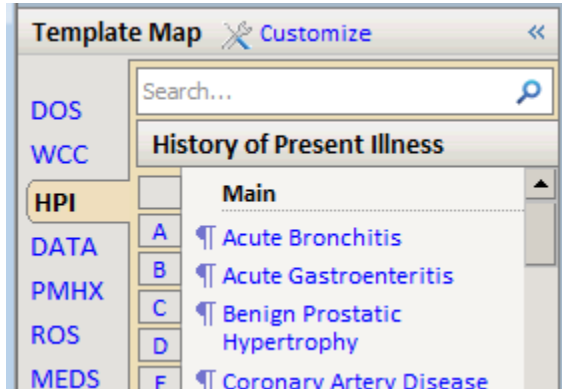 Template Map Customize «
Search...
DOS
WCC
HPI
DATA
PMHX
ROS
MEDS
History of Present Illness
Main
A
B
C
D
¶ Acute Bronchitis
¶ Acute Gastroenteritis
¶ Benign Prostatic
Hypertrophy
¶ Coronary Artery Disease